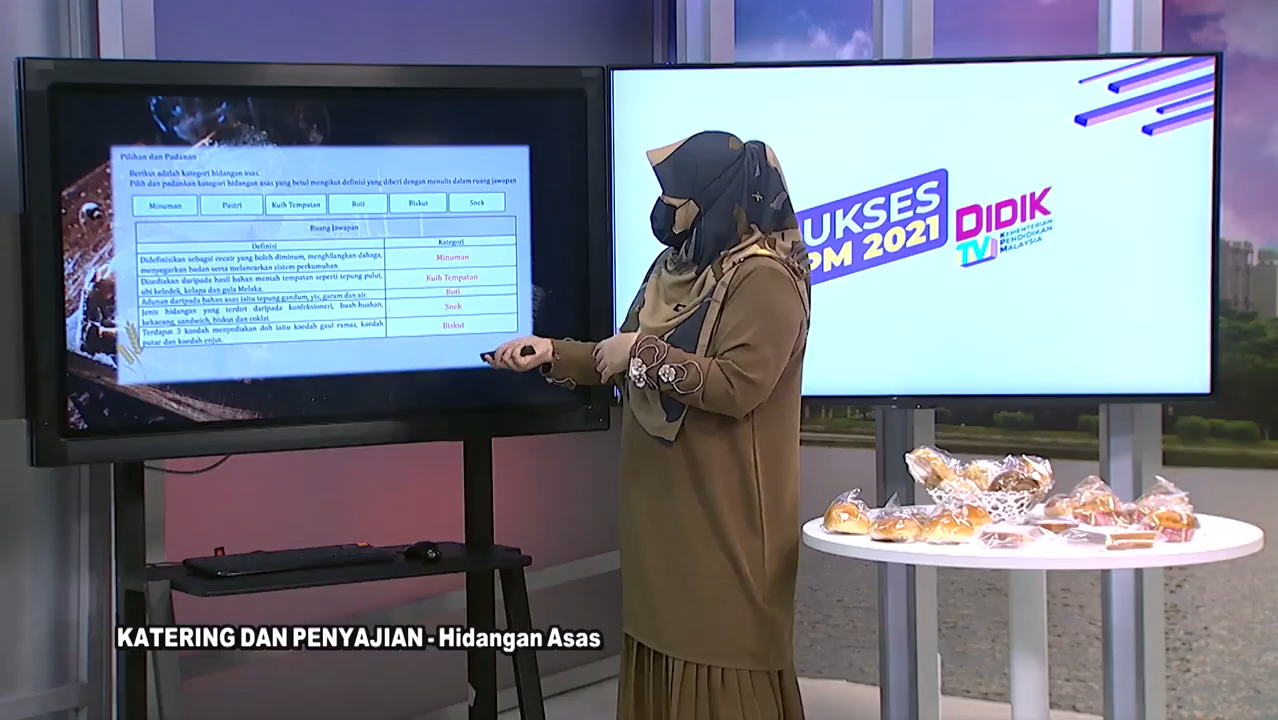 Pilihan dan Padanan
Berikut adalah kategori hidangan asas.
Pilih dan padankan kategori hidangan asas yang betul mengikut definisi yang diberi dengan menulis dalam ruang jawapan
Minuman
Pastri
Kuih Tempatan
Roti
Biskut
Snek
Ruang Jawapan
Definisi
Kategori
Didefinisikan sebagai cecair yang boleh diminum, menghilangkan dahaga,
menyegarkan badan serta melancarkan sistem perkumuhan.
Minuman
Disediakan daripada hasil bahan mentah tempatan seperti tepung pulut,
ubi keledek, kelapa dan gula Melaka.
Kuih Tempatan
Adunan daripada bahan asas iaitu tepung gandum, yis, garam dan air.
Roti
Jenis hidangan yang terdiri daripada konfeksioneri, buah-buahan,
kekacang, sandwich, biskut dan coklat
Snek
Terdapat 3 kaedah menyediakan doh iaitu kaedah gaul ramas, kaedah
putar dan kaedah enjut.
Biskut
UKSES
PM 2021
DIDIK
TV
KEMENTERIAN
PENDIDIKAN
MALAYSIA
KATERING DAN PENYAJIAN - Hidangan Asas